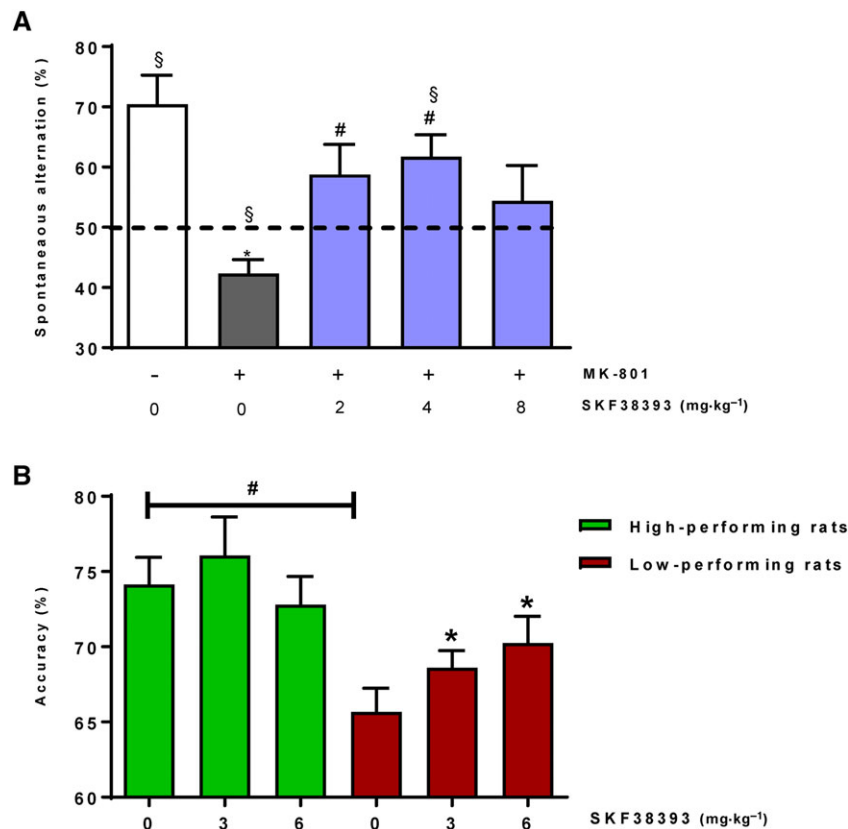 A
Spontaneaous alternation (%)
80
70
60
50
40
30
§
§
*
#
§
#
- + + + + MK-801
0 0 2 4 8 SKF38393 (mg·kg⁻¹)
B
Accuracy (%)
80
75
70
65
60
#
*
*
High-performing rats
Low-performing rats
0 3 6 0 3 6 SKF38393 (mg·kg⁻¹)